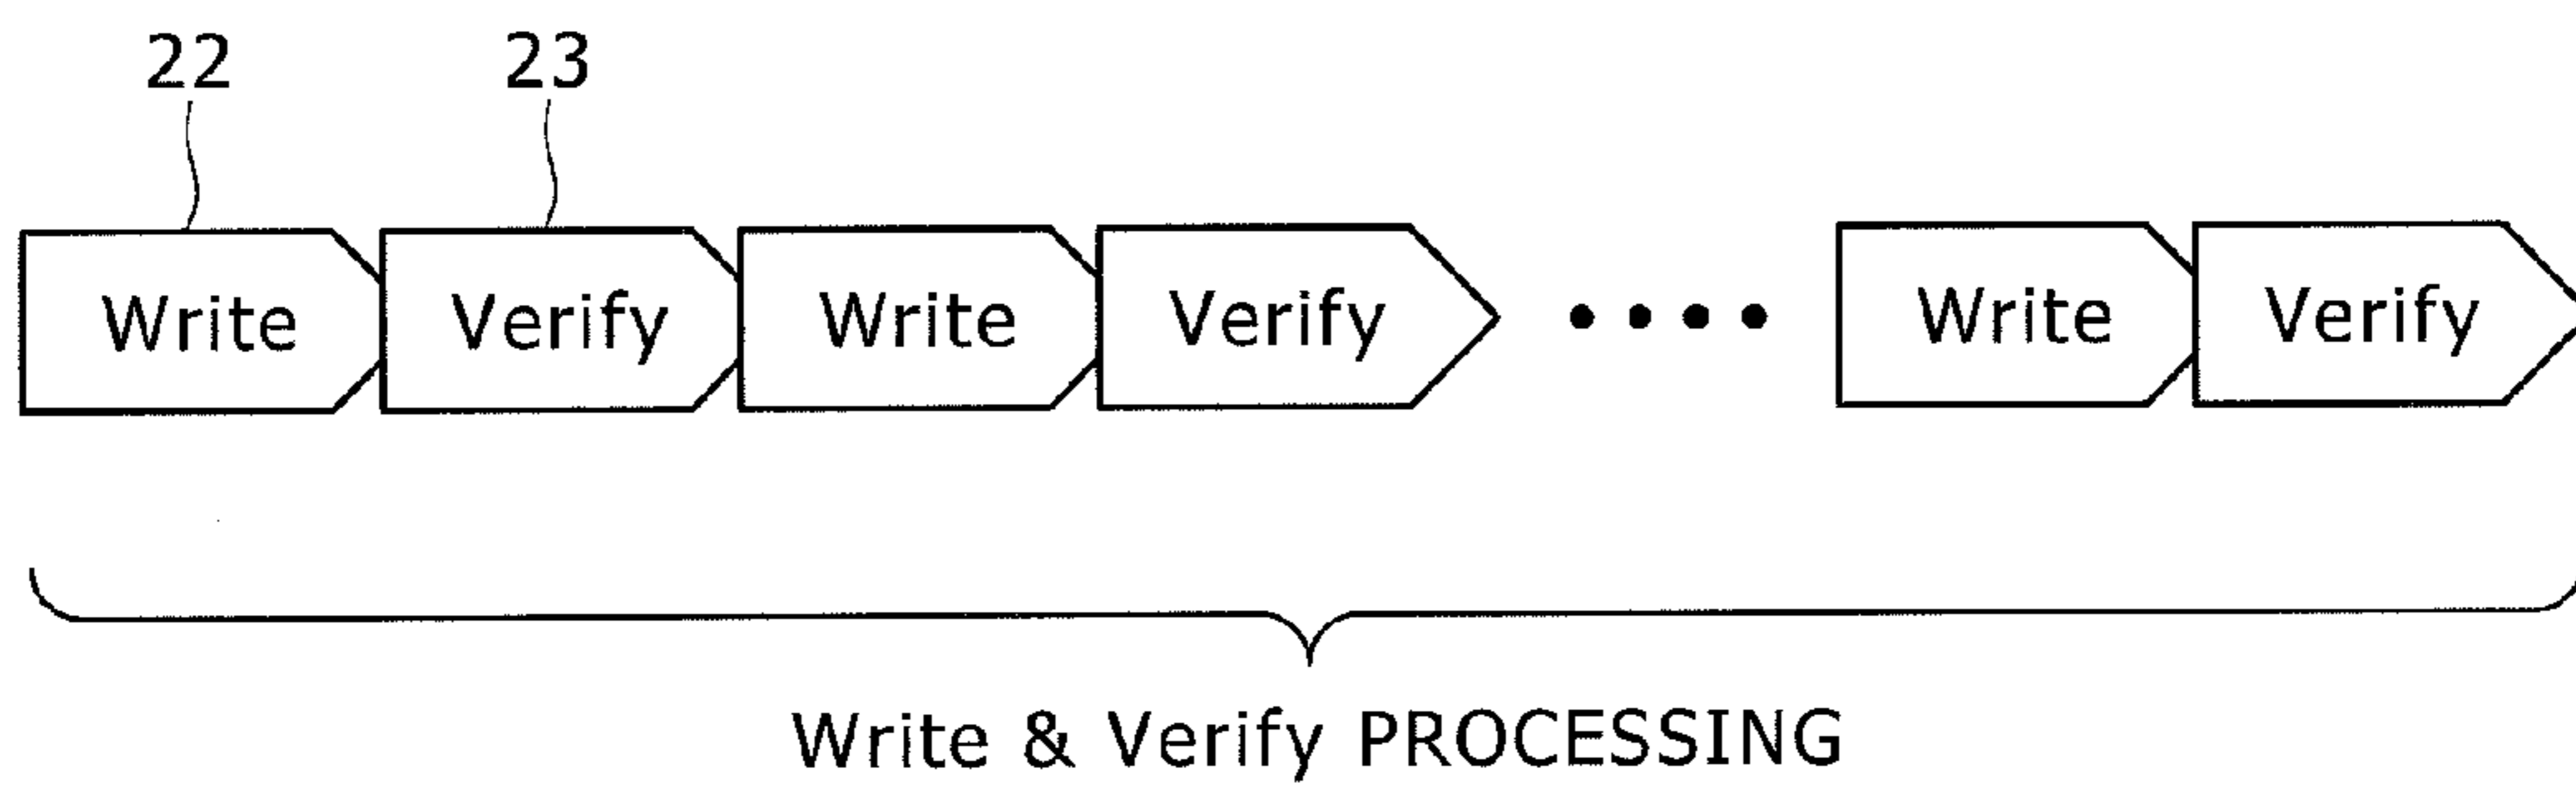 22 23
Write Verify Write Verify Write Verify
Write & Verify PROCESSING